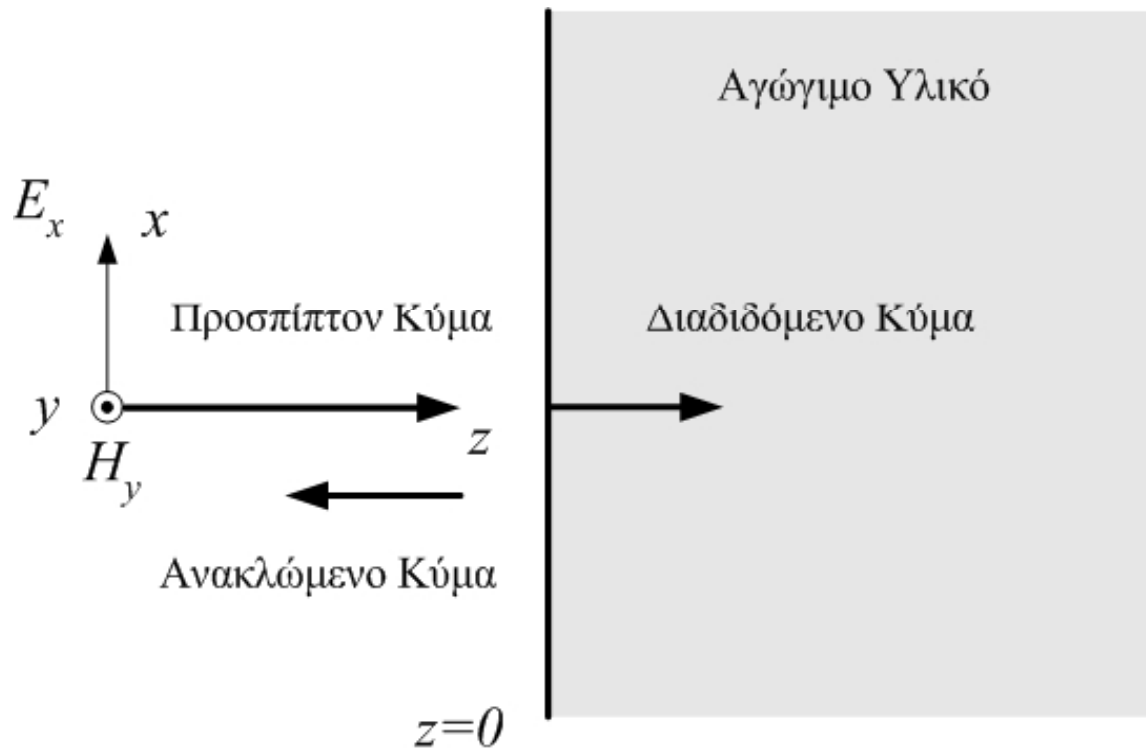 Αγώγιμο Υλικό
E_x
x
Προσπίπτον Κύμα
Διαδιδόμενο Κύμα
y
z
H_y
Ανακλώμενο Κύμα
z=0